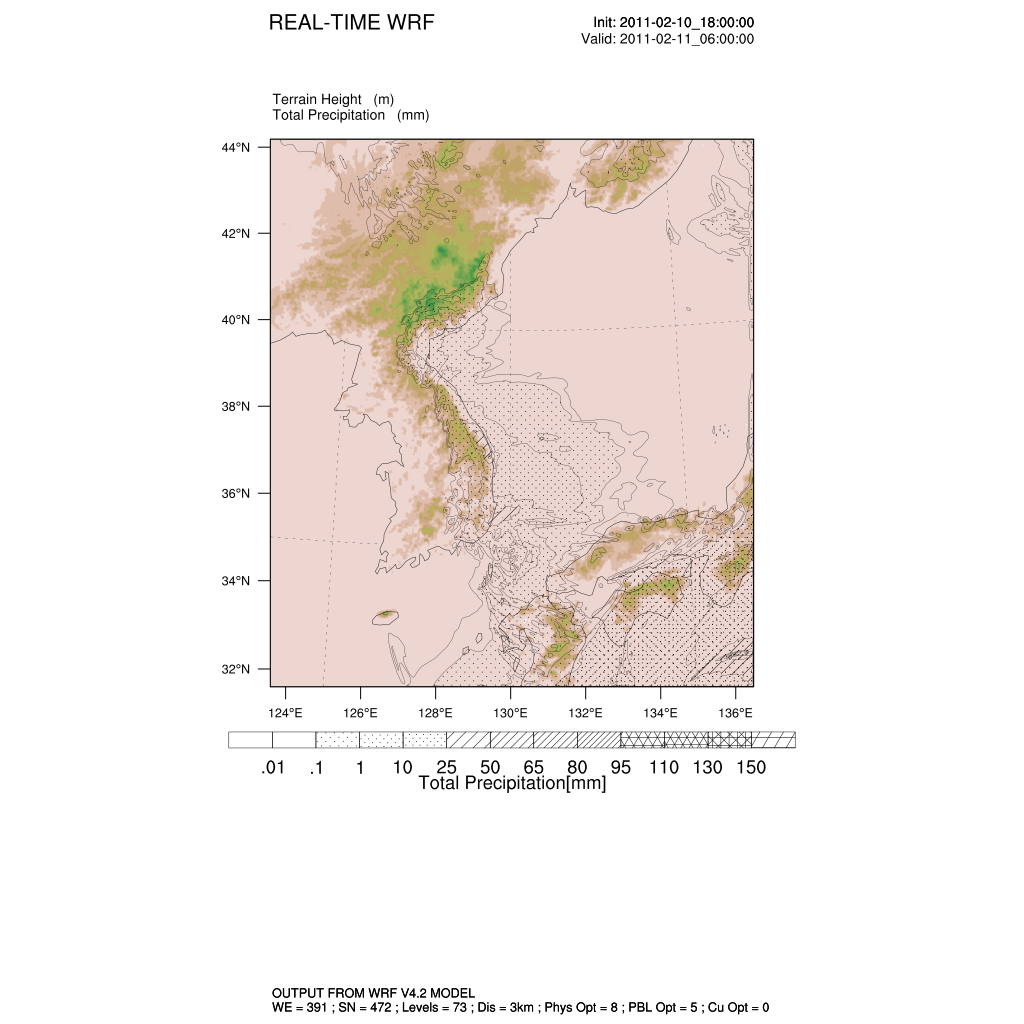 REAL-TIME WRF
Init: 2011-02-10_18:00:00
Valid: 2011-02-11_06:00:00
Terrain Height (m)
Total Precipitation (mm)
44°N
42°N
40°N
38°N
36°N
34°N
32°N
124°E 126°E 128°E 130°E 132°E 134°E 136°E
.01 .1 1 10 25 50 65 80 95 110 130 150
Total Precipitation[mm]
OUTPUT FROM WRF V4.2 MODEL
WE = 391 ; SN = 472 ; Levels = 73 ; Dis = 3km ; Phys Opt = 8 ; PBL Opt = 5 ; Cu Opt = 0